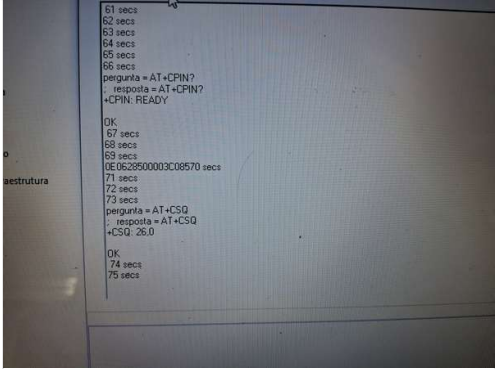 61 secs
62 secs
63 secs
64 secs
65 secs
66 secs
pergunta = AT+CPIN?
;   resposta = AT+CPIN?
+CPIN: READY
OK
67 secs
68 secs
69 secs
0E0628500003C08570 secs
71 secs
72 secs
73 secs
pergunta = AT+CSQ
;   resposta = AT+CSQ
+CSQ: 26,0
OK
74 secs
75 secs
o
aestrutura